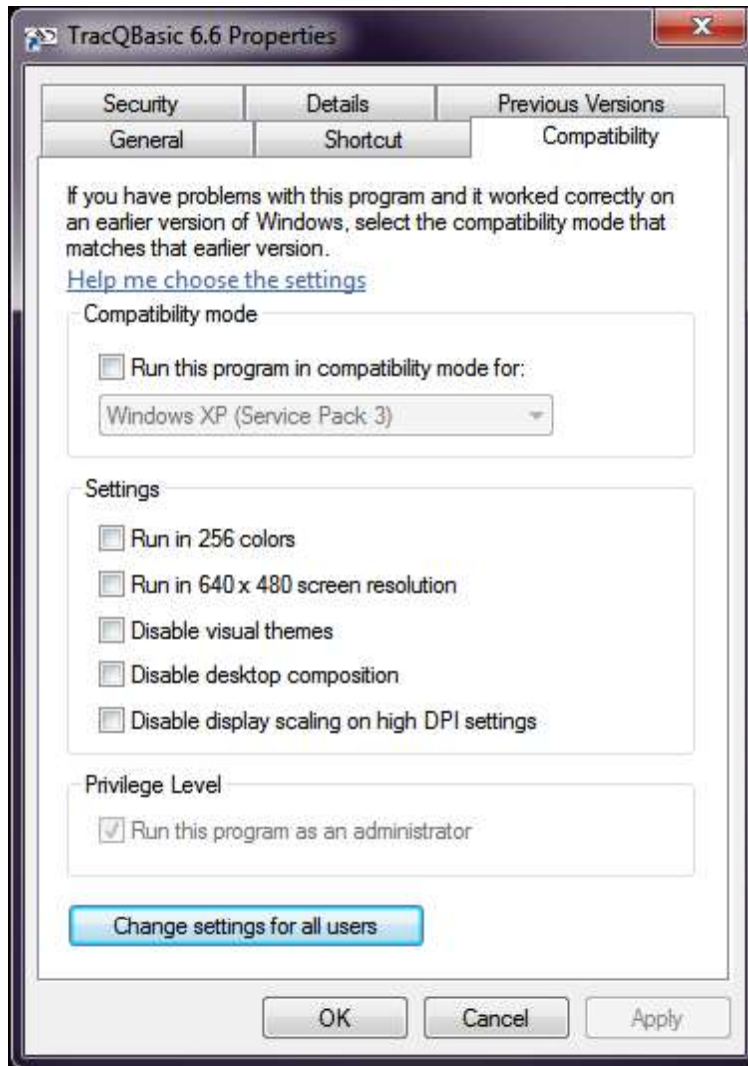 TracQBasic 6.6 Properties
Security Details Previous Versions
General Shortcut Compatibility
If you have problems with this program and it worked correctly on
an earlier version of Windows, select the compatibility mode that
matches that earlier version.
Help me choose the settings
Compatibility mode
Run this program in compatibility mode for:
Windows XP (Service Pack 3)
Settings
Run in 256 colors
Run in 640 x 480 screen resolution
Disable visual themes
Disable desktop composition
Disable display scaling on high DPI settings
Privilege Level
Run this program as an administrator
Change settings for all users
OK Cancel Apply